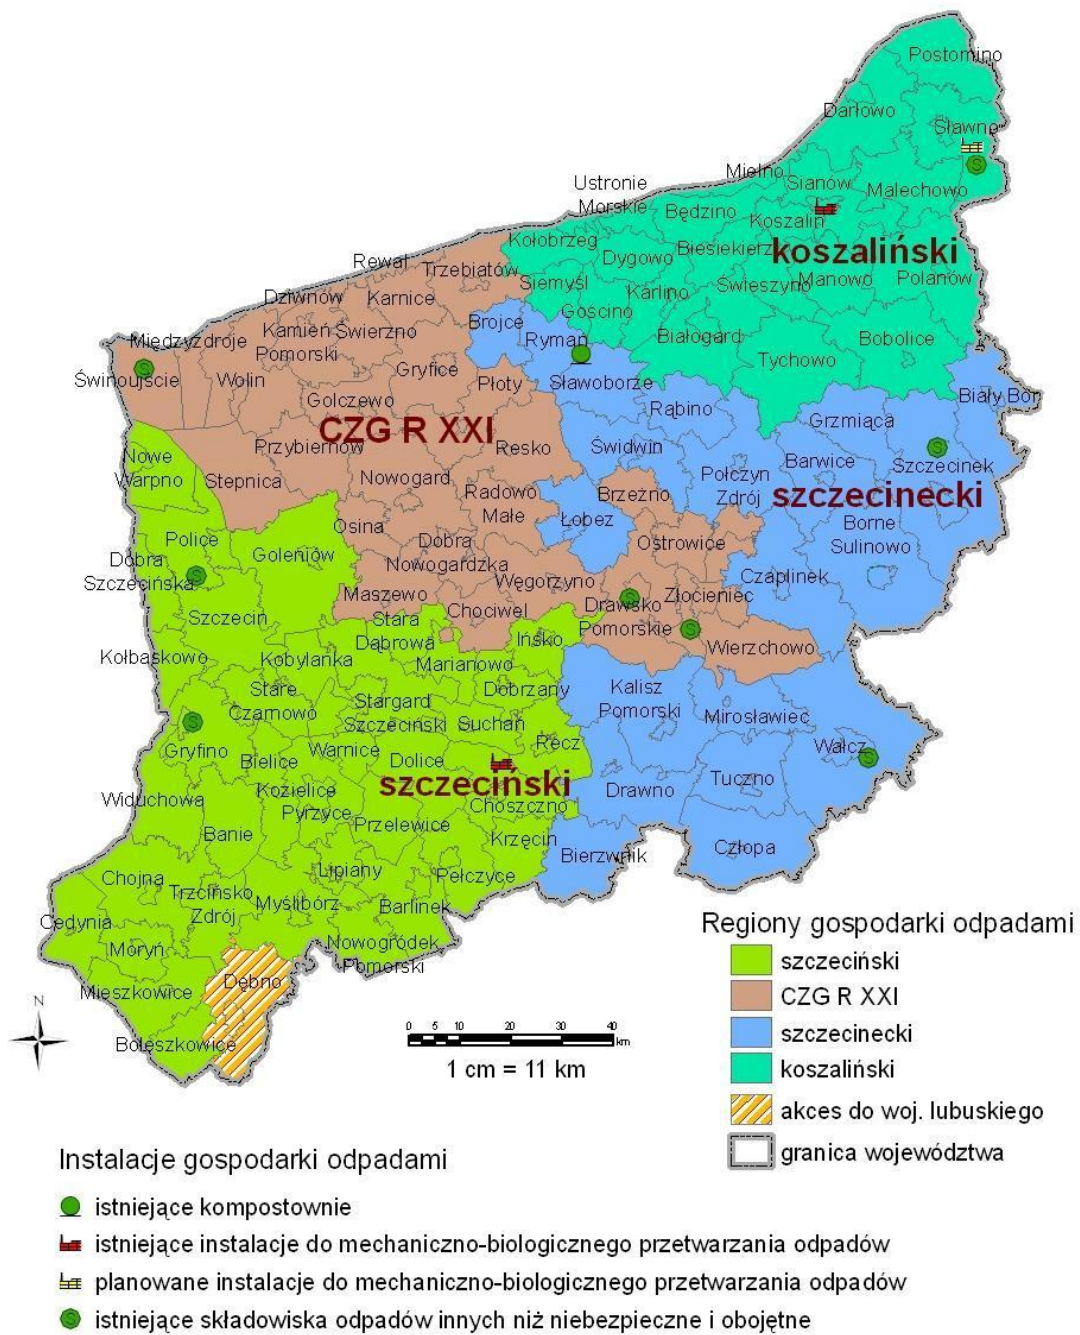 Postomino
Darłowo
Sławno
Mielno
Sianów
Malechowo
Ustronie
Morskie
Będzino
Koszalin
Kołobrzeg
Dygowo
Biesiekierz
koszaliński
Rewal
Trzebiatów
Siemyśl
Karlino
Świeszyno
Manowo
Polanów
Dziwnów
Karnice
Gościno
Brojce
Ryman
Białogard
Bobolice
Międzyzdroje
Kamień
Pomorski
Świerzno
Tychowo
Świnoujście
Wolin
Gryfice
Płoty
Sławoborze
Biały Bór
Golczewo
Rąbino
Grzmiąca
CZG R XXI
Przybiernów
Resko
Świdwin
Barwice
Szczecinek
Nowe
Warpno
Stepnica
Nowogard
Radowo
Małe
Brzeżno
Połczyn
Zdrój
szczecinecki
Osina
Łobez
Borne
Sulinowo
Police
Goleniów
Dobra
Nowogardzka
Ostrowice
Dobra
Szczecińska
Węgorzyno
Czaplinek
Maszewo
Chociwel
Drawsko
Pomorskie
Złocieniec
Szczecin
Stara
Dąbrowa
Ińsko
Wierzchowo
Kołbaskowo
Kobylanka
Marianowo
Stare
Czarnowo
Stargard
Szczeciński
Dobrzany
Suchań
Kalisz
Pomorski
Mirosławiec
Gryfino
Bielice
Warnice
Dolice
Recz
Wałcz
szczeciński
Widuchowa
Kozielice
Pyrzyce
Choszczno
Drawno
Tuczno
Banie
Przelewice
Krzęcin
Bierzwnik
Człopa
Chojna
Trzcińsko
Zdrój
Lipiany
Pełczyce
Cedynia
Myślibórz
Barlinek
Moryń
Nowogródek
Pomorski
Mieszkowice
Dębno
Boleszkowice
N
0 5 10 20 30 40
km
1 cm = 11 km
Regiony gospodarki odpadami
szczeciński
CZG R XXI
szczecinecki
koszaliński
akces do woj. lubuskiego
granica województwa
Instalacje gospodarki odpadami
istniejące kompostownie
istniejące instalacje do mechaniczno-biologicznego przetwarzania odpadów
planowane instalacje do mechaniczno-biologicznego przetwarzania odpadów
S istniejące składowiska odpadów innych niż niebezpieczne i obojętne